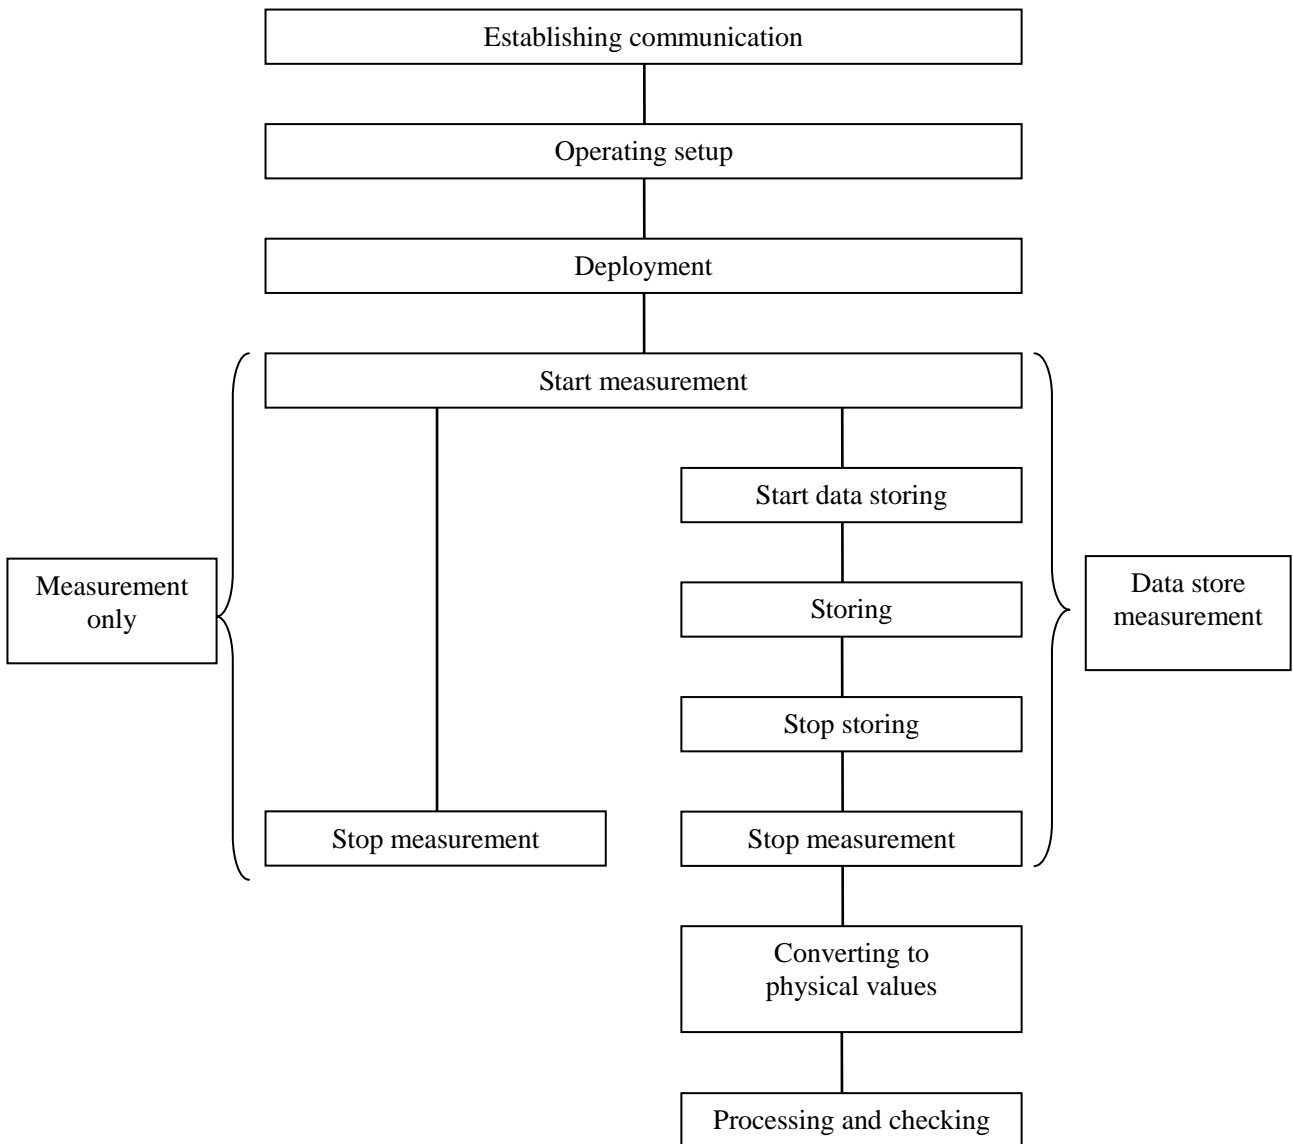 Establishing communication
Operating setup
Deployment
Start measurement
Start data storing
Measurement
only
Storing
Data store
measurement
Stop storing
Stop measurement
Stop measurement
Converting to
physical values
Processing and checking